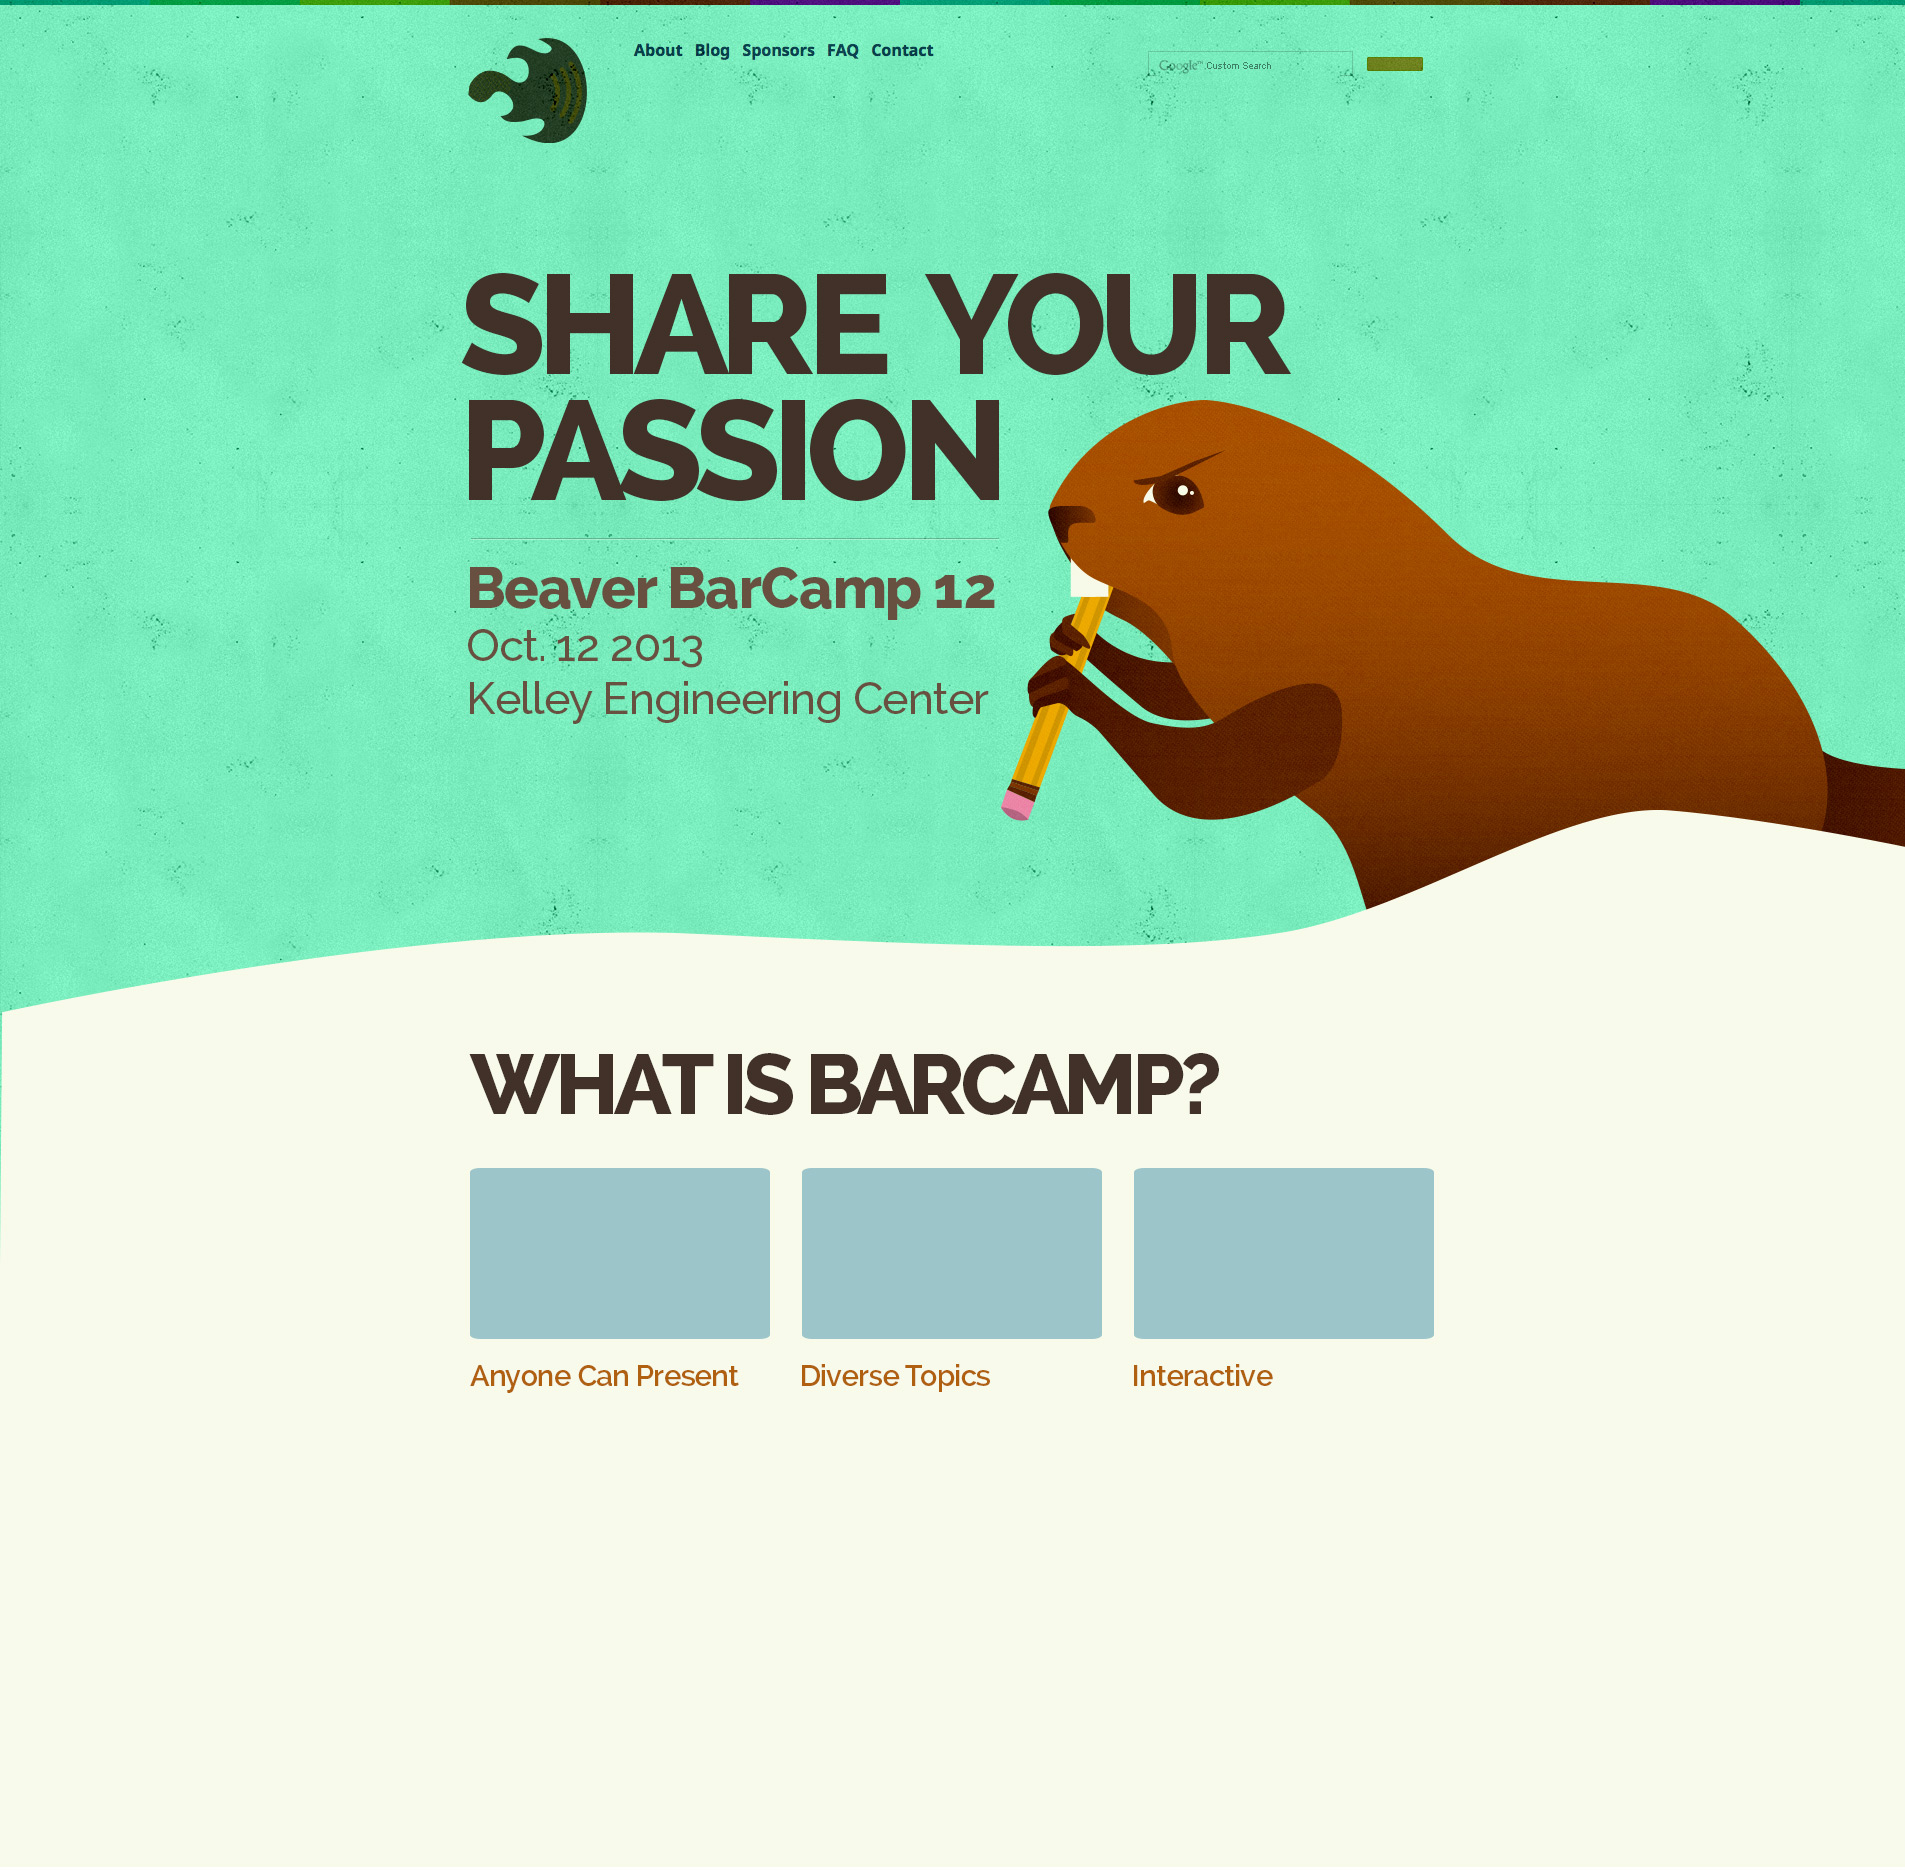 About Blog Sponsors FAQ Contact
Google™ Custom Search
SHARE YOUR
PASSION
Beaver BarCamp 12
Oct. 12 2013
Kelley Engineering Center
WHAT IS BARCAMP?
Anyone Can Present
Diverse Topics
Interactive